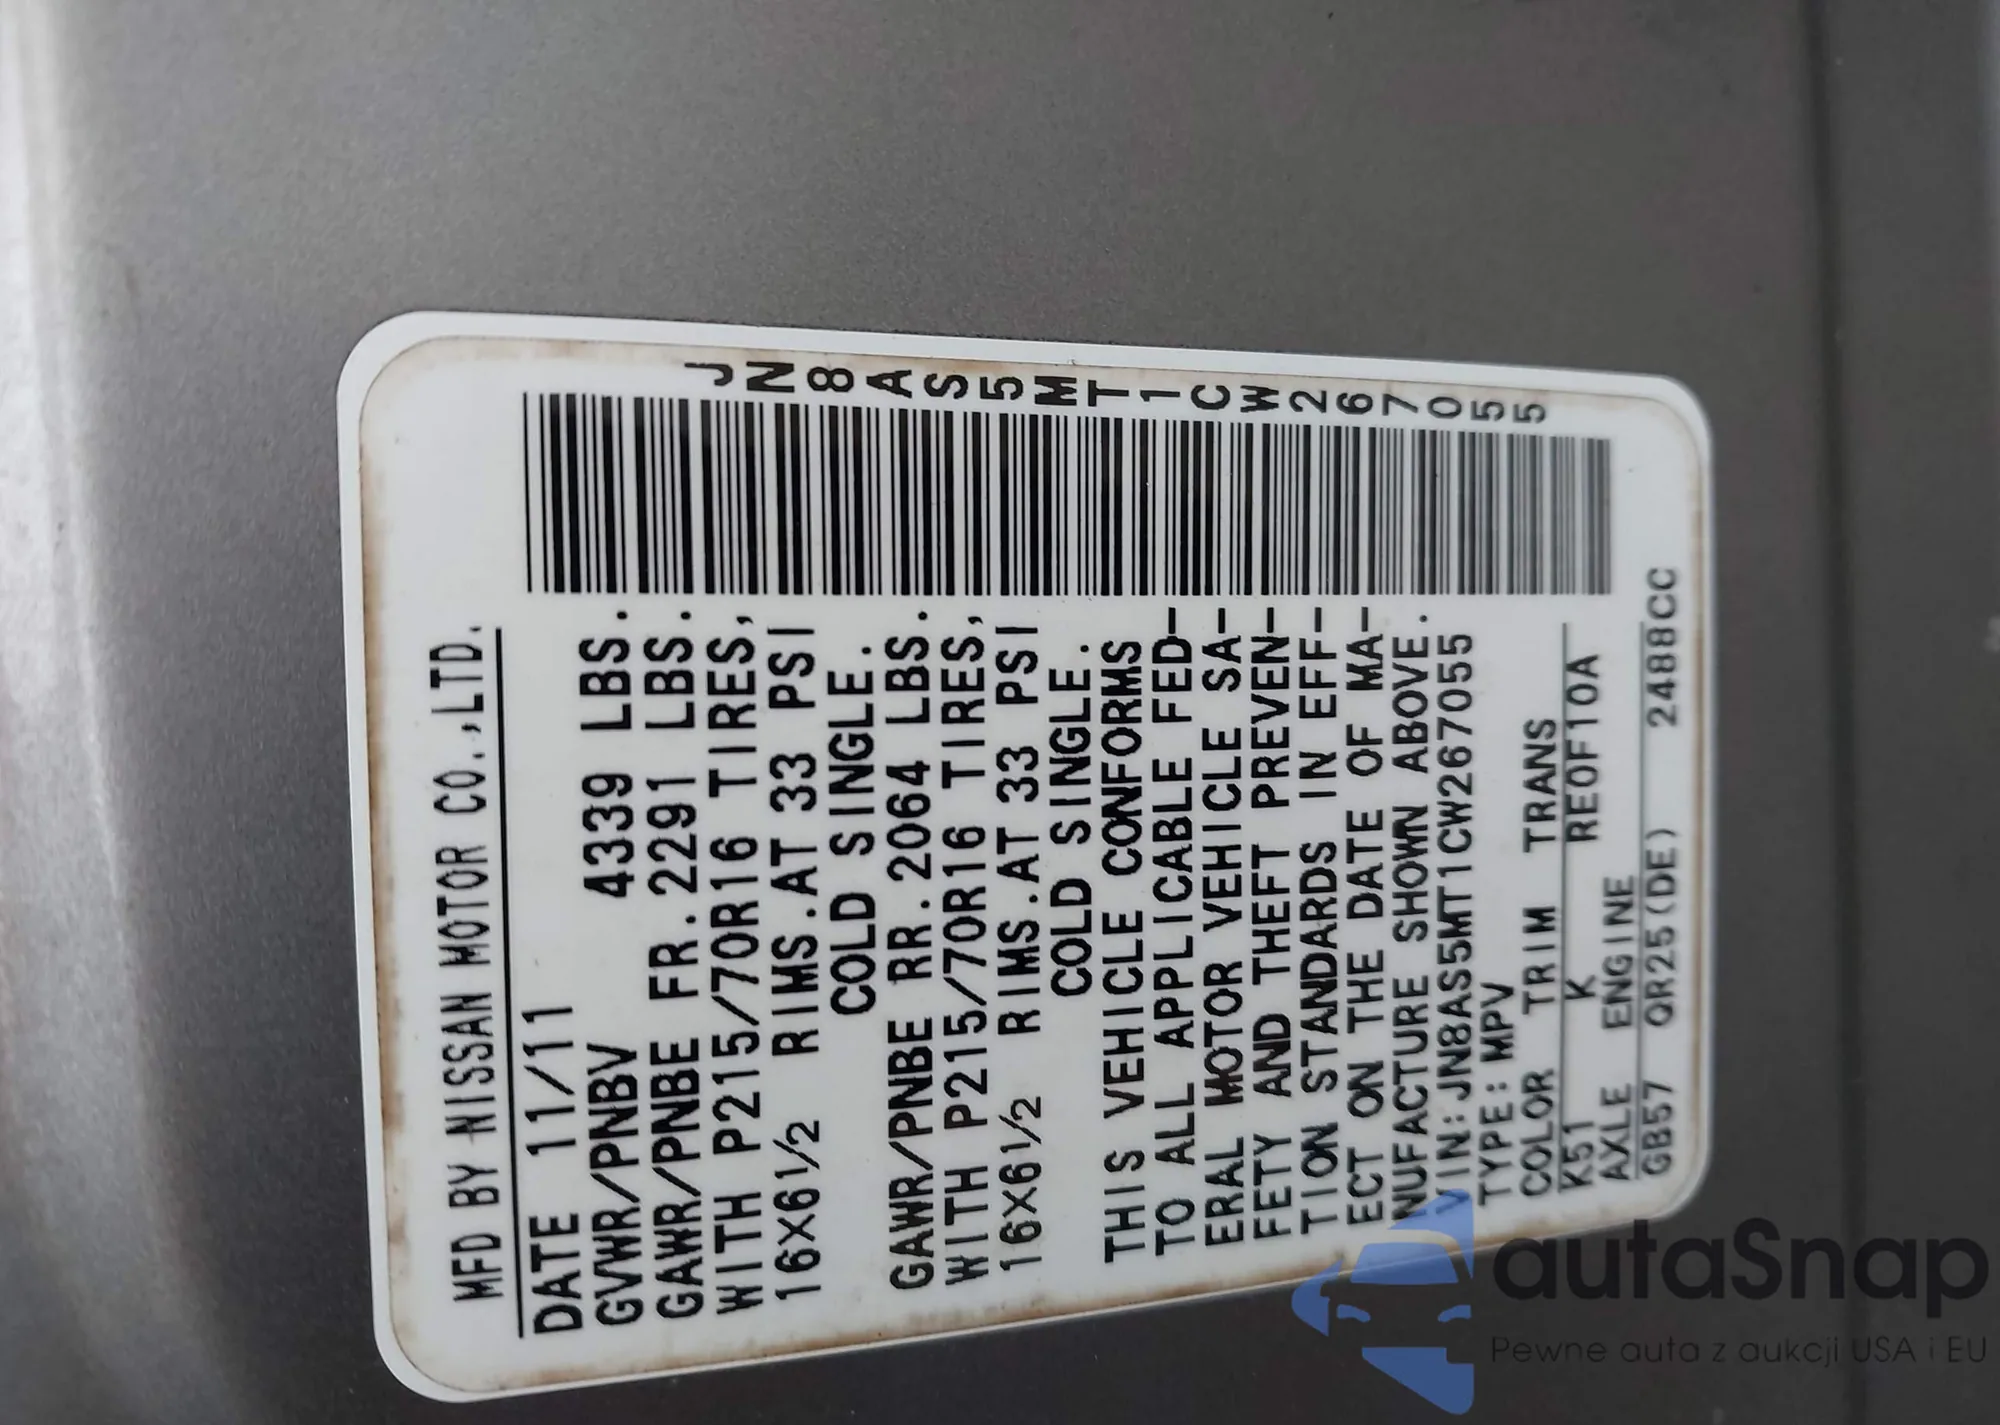 MFD BY NISSAN MOTOR CO.,LTD.
DATE 11/11
GVWR/PNBV 4339 LBS.
GAWR/PNBE FR.2291 LBS.
WITH P215/70R16 TIRES,
16X6½ RIMS.AT 33 PSI
COLD SINGLE.
GAWR/PNBE RR.2064 LBS.
WITH P215/70R16 TIRES,
16X6½ RIMS.AT 33 PSI
COLD SINGLE.
THIS VEHICLE CONFORMS
TO ALL APPLICABLE FED-
ERAL MOTOR VEHICLE SA-
FETY AND THEFT PREVEN-
TION STANDARDS IN EFF-
ECT ON THE DATE OF MA-
NUFACTURE SHOWN ABOVE.
VIN:JN8AS5MT1CW267055
TYPE:MPV
COLOR TRIM TRANS
K51 K RE0F10A
AXLE ENGINE
GB57 QR25(DE) 2488CC
JN8AS5MT1CW267055
autaSnap
Pewne auta z aukcji USA i EU